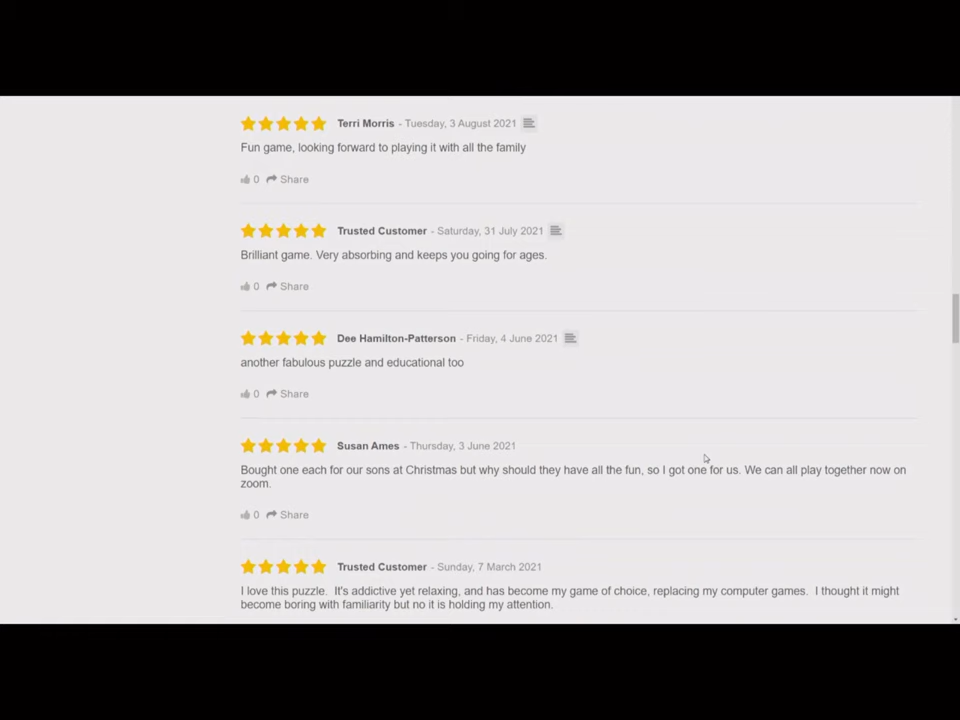 Terri Morris - Tuesday, 3 August 2021
Fun game, looking forward to playing it with all the family
0 Share
Trusted Customer - Saturday, 31 July 2021
Brilliant game. Very absorbing and keeps you going for ages.
0 Share
Dee Hamilton-Patterson - Friday, 4 June 2021
another fabulous puzzle and educational too
0 Share
Susan Ames - Thursday, 3 June 2021
Bought one each for our sons at Christmas but why should they have all the fun, so I got one for us. We can all play together now on
zoom.
0 Share
Trusted Customer - Sunday, 7 March 2021
I love this puzzle. It's addictive yet relaxing, and has become my game of choice, replacing my computer games. I thought it might
become boring with familiarity but no it is holding my attention.